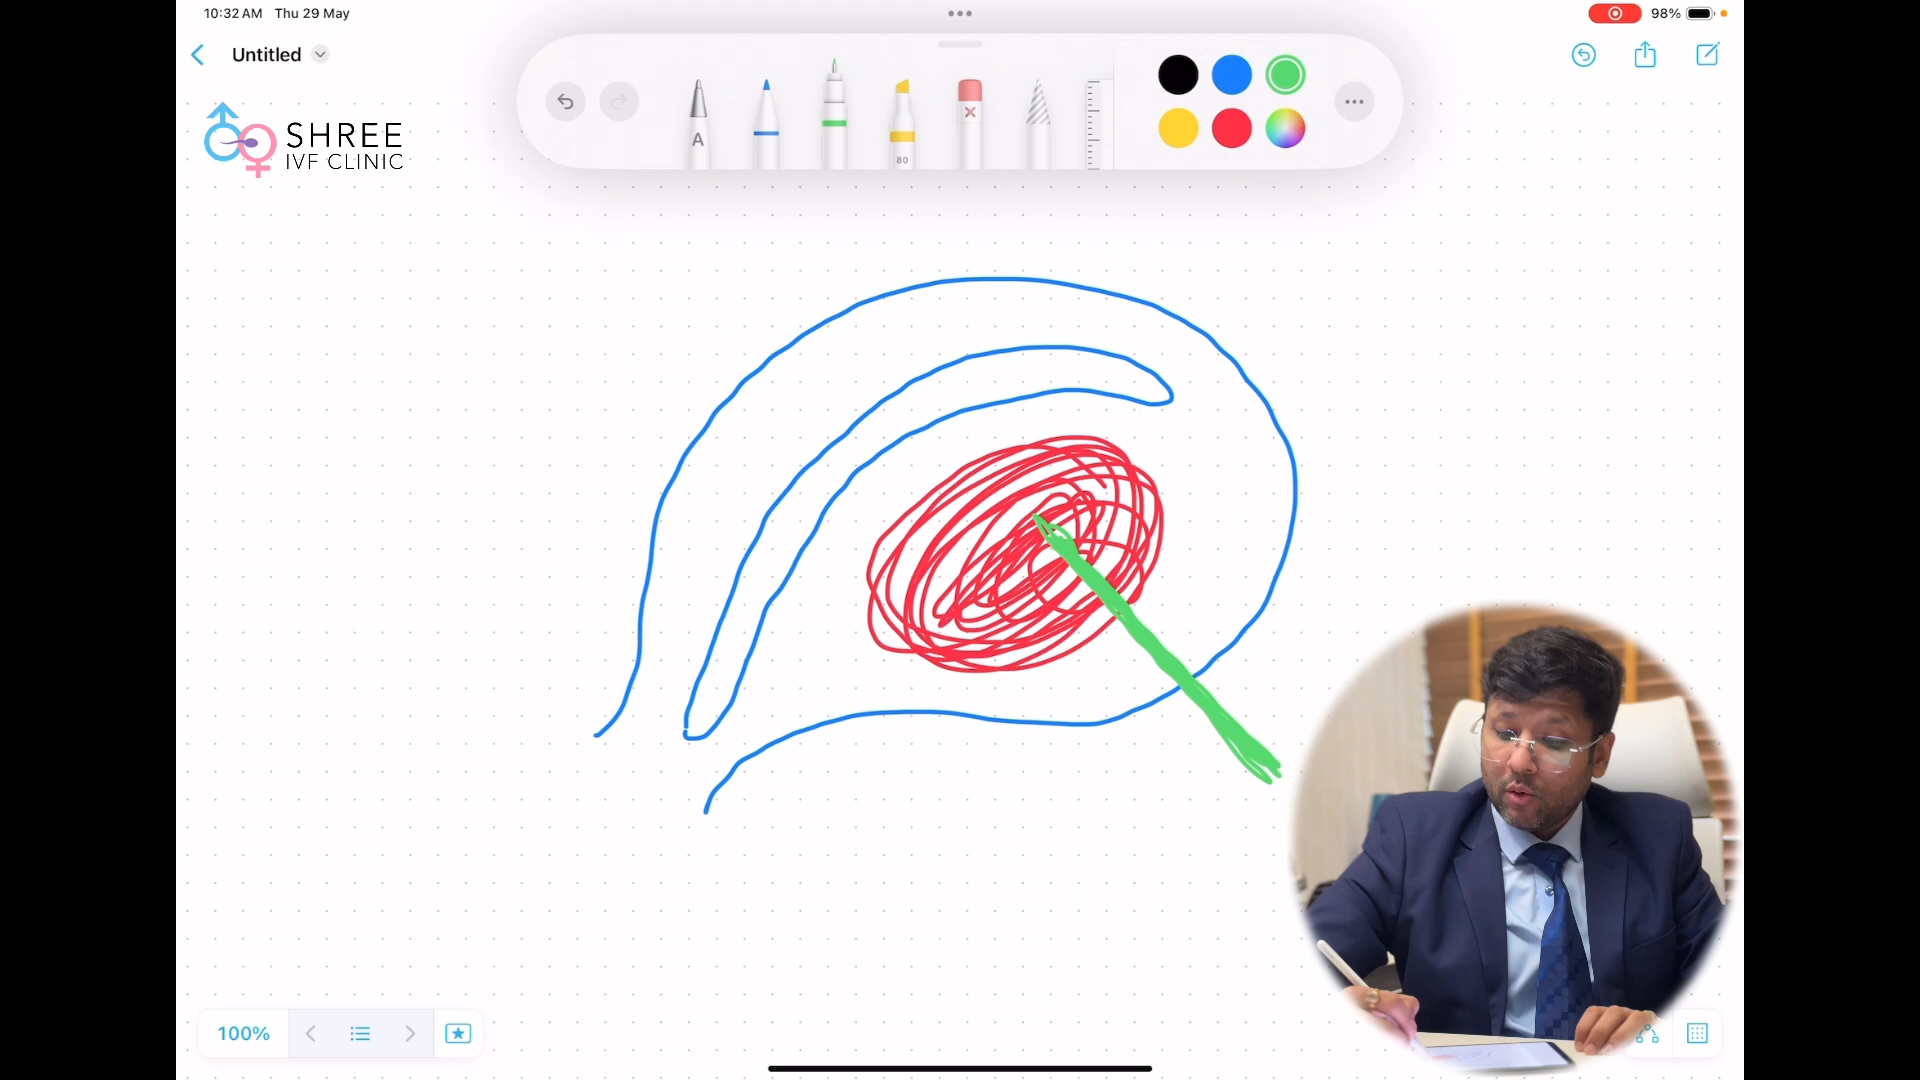 10:32 AM Thu 29 May
98%
Untitled
SHREE
IVF CLINIC
A
80
100%